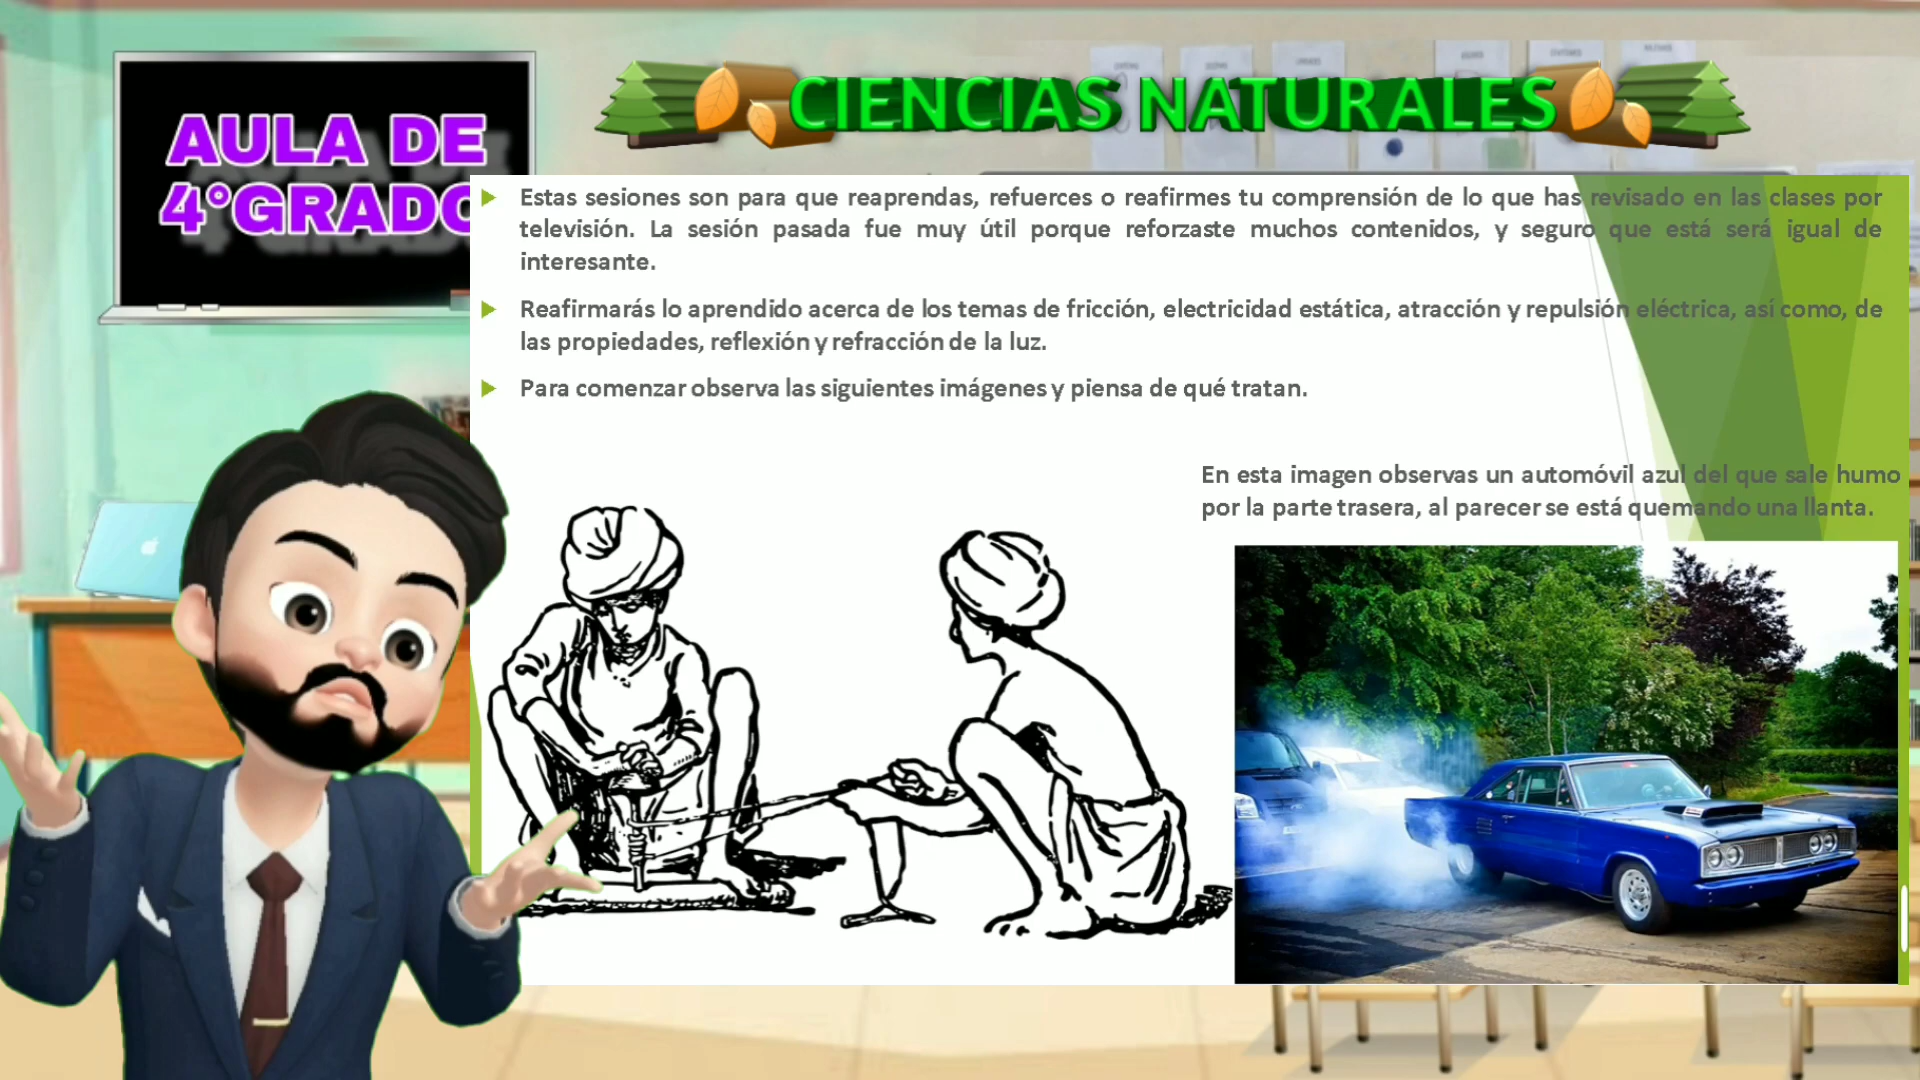 AULA DE
4°GRADO
CIENCIAS NATURALES
Estas sesiones son para que reaprendas, refuerces o reafirmes tu comprensión de lo que has revisado en las clases por
televisión. La sesión pasada fue muy útil porque reforzaste muchos contenidos, y seguro que está será igual de
interesante.
Reafirmarás lo aprendido acerca de los temas de fricción, electricidad estática, atracción y repulsión eléctrica, así como, de
las propiedades, reflexión y refracción de la luz.
Para comenzar observa las siguientes imágenes y piensa de qué tratan.
En esta imagen observas un automóvil azul del que sale humo
por la parte trasera, al parecer se está quemando una llanta.